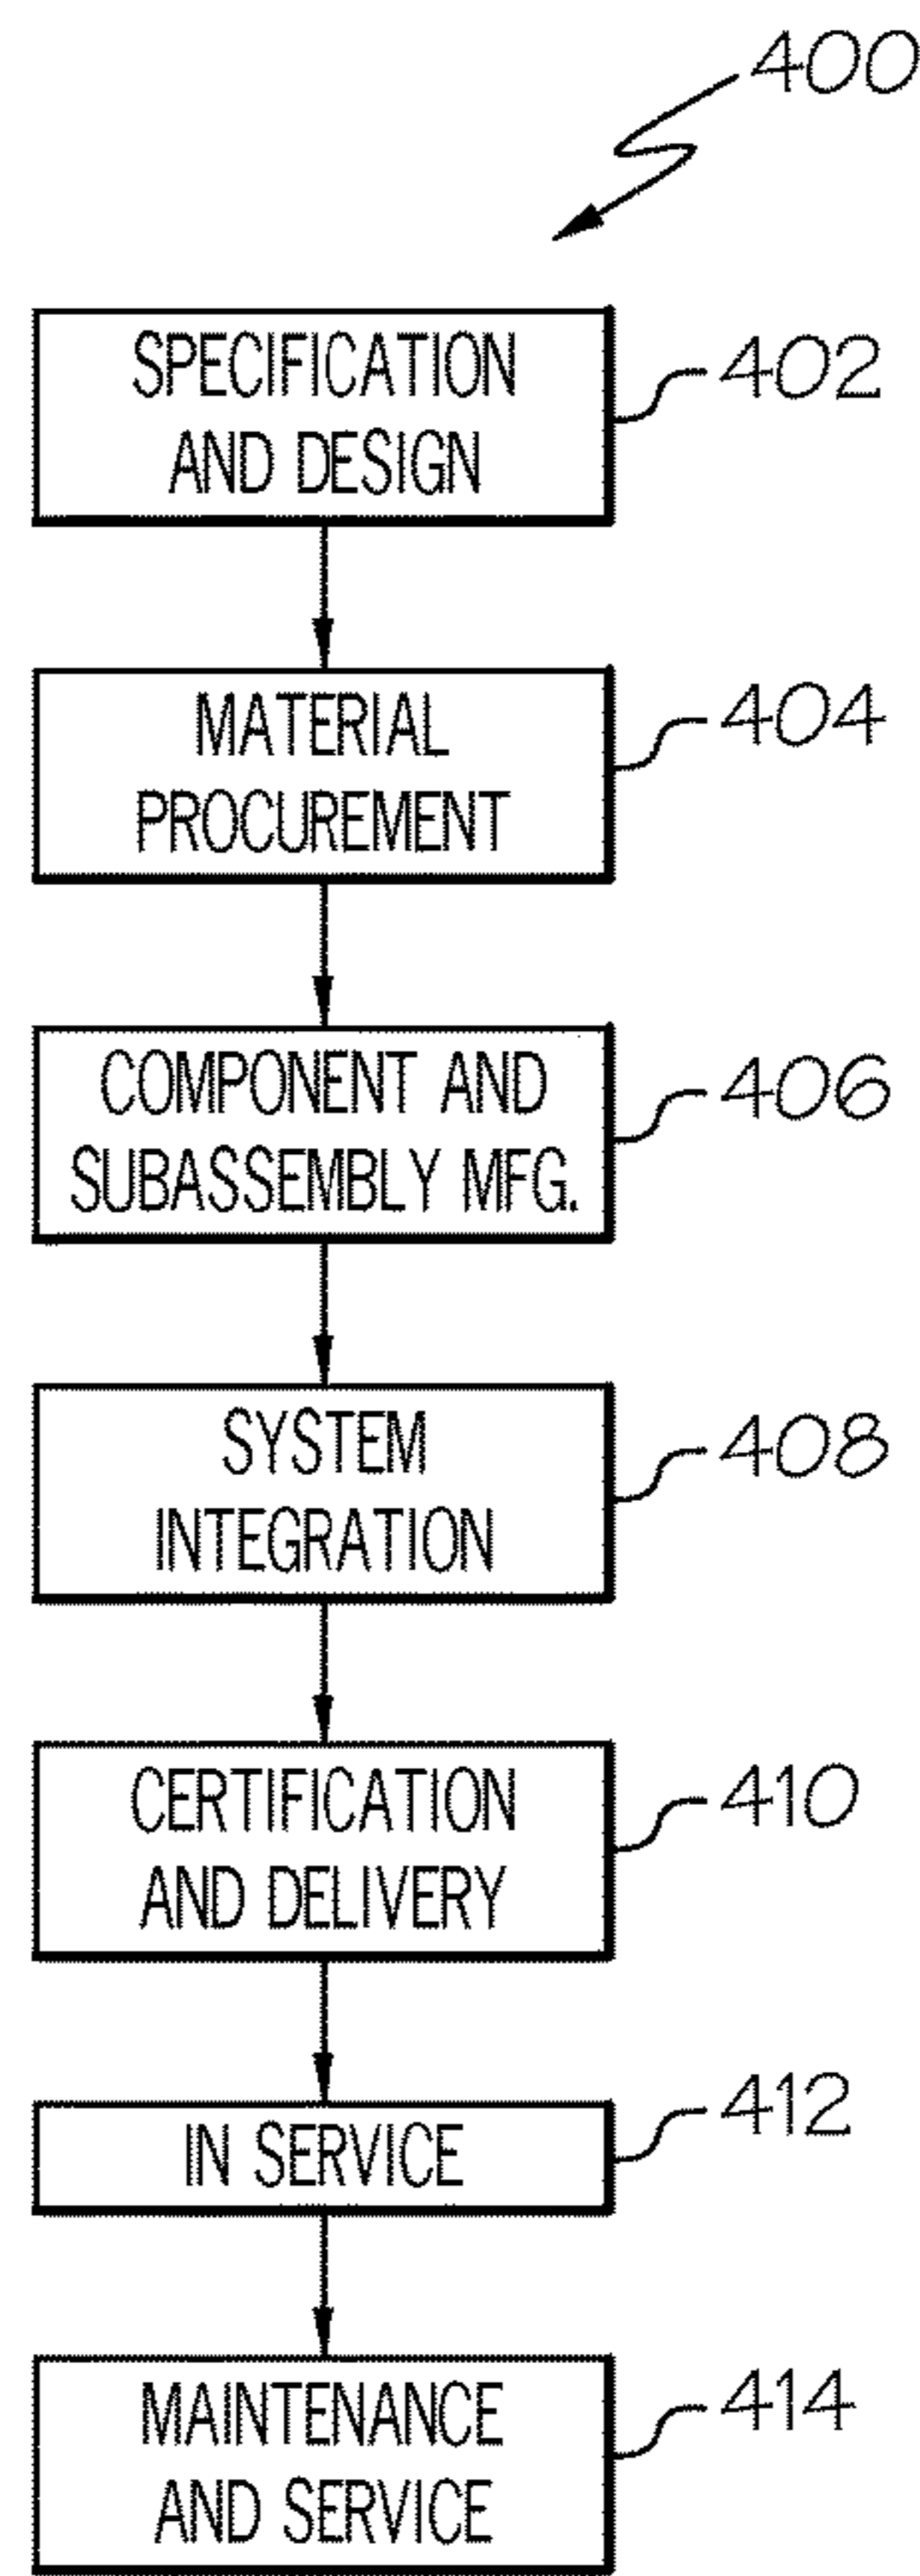 400
SPECIFICATION
AND DESIGN
402
MATERIAL
PROCUREMENT
404
COMPONENT AND
SUBASSEMBLY MFG.
406
SYSTEM
INTEGRATION
408
CERTIFICATION
AND DELIVERY
410
IN SERVICE
412
MAINTENANCE
AND SERVICE
414